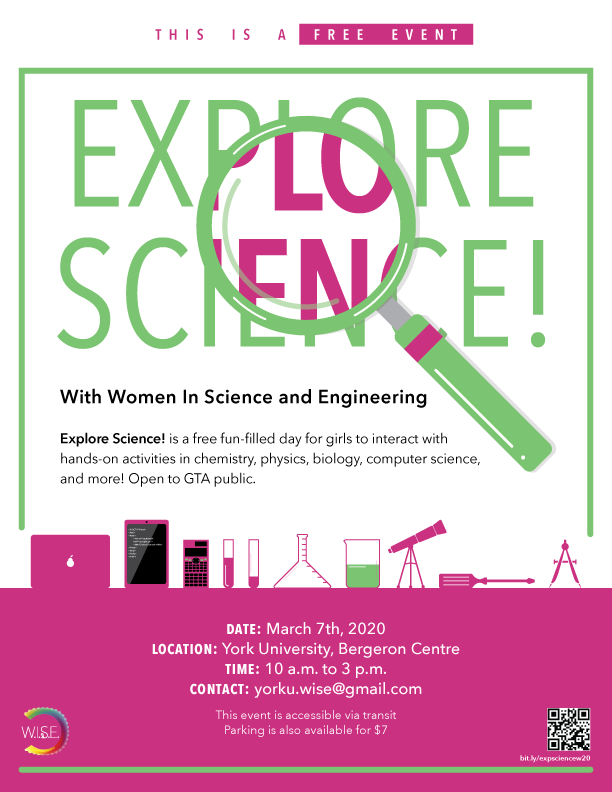 THIS IS A FREE EVENT
EXPLORE
SCIENCE!
With Women In Science and Engineering
Explore Science! is a free fun-filled day for girls to interact with
hands-on activities in chemistry, physics, biology, computer science,
and more! Open to GTA public.
DATE: March 7th, 2020
LOCATION: York University, Bergeron Centre
TIME: 10 a.m. to 3 p.m.
CONTACT: yorku.wise@gmail.com
This event is accessible via transit
Parking is also available for $7
W.I.S.E.
bit.ly/expsciencew20